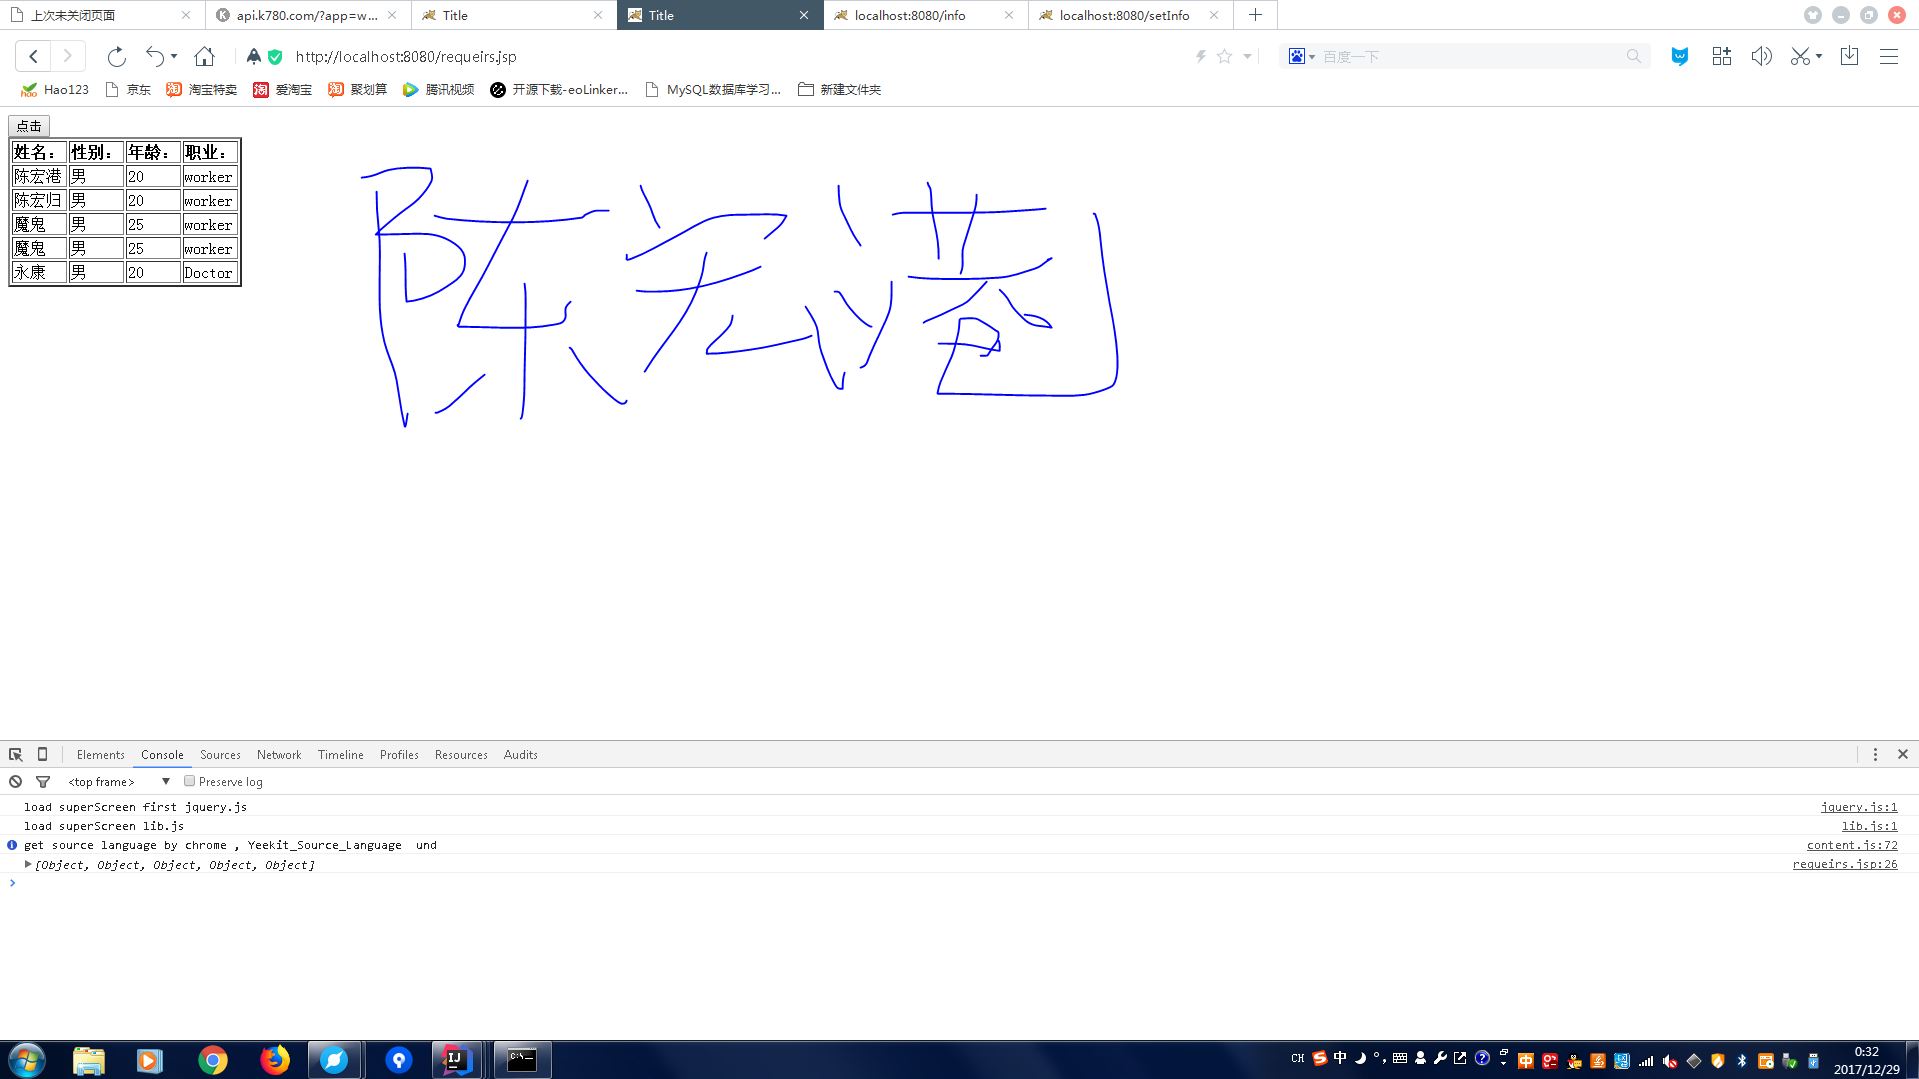 上次未关闭页面 api.k780.com/?app=w... Title Title localhost:8080/info localhost:8080/setInfo
http://localhost:8080/requeirs.jsp 百度一下
Hao123 京东 淘宝特卖 爱淘宝 聚划算 腾讯视频 开源下载-eoLinker... MySQL数据库学习... 新建文件夹
点击
姓名： 性别： 年龄： 职业：
陈宏港 男 20 worker
陈宏归 男 20 worker
魔鬼 男 25 worker
魔鬼 男 25 worker
永康 男 20 Doctor
陈宏港
Elements Console Sources Network Timeline Profiles Resources Audits
<top frame> Preserve log
load superScreen first jquery.js jquery.js:1
load superScreen lib.js lib.js:1
get source language by chrome , Yeekit_Source_Language und content.js:72
[Object, Object, Object, Object, Object] requeirs.jsp:26
CH 中 0:32
2017/12/29